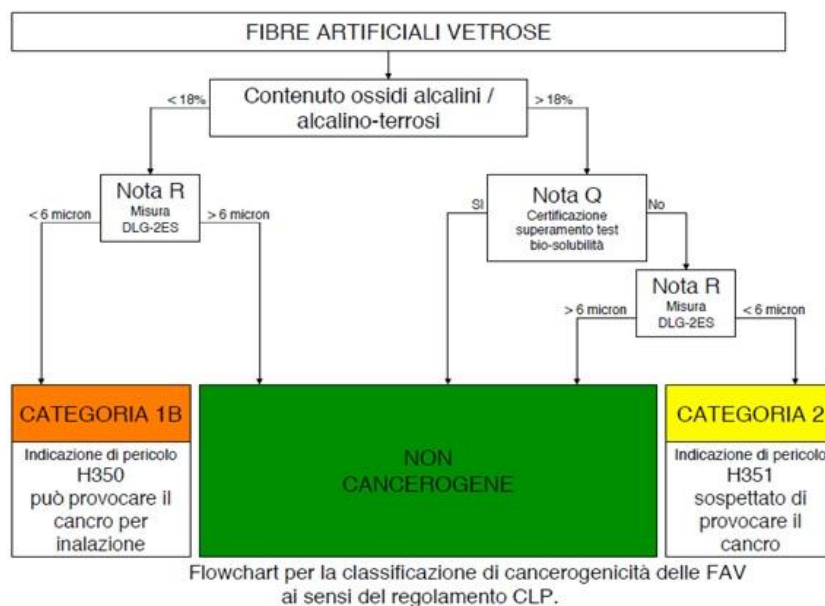 FIBRE ARTIFICIALI VETROSE
< 18%
Contenuto ossidi alcalini /
alcalino-terrosi
> 18%
Nota R
Misura
DLG-2ES
< 6 micron
> 6 micron
SI
Nota Q
Certificazione
superamento test
bio-solubilità
No
Nota R
Misura
DLG-2ES
> 6 micron
< 6 micron
CATEGORIA 1B
Indicazione di pericolo
H350
può provocare il
cancro per
inalazione
NON
CANCEROGENE
CATEGORIA 2
Indicazione di pericolo
H351
sospettato di
provocare il
cancro
Flowchart per la classificazione di cancerogenicità delle FAV
ai sensi del regolamento CLP.